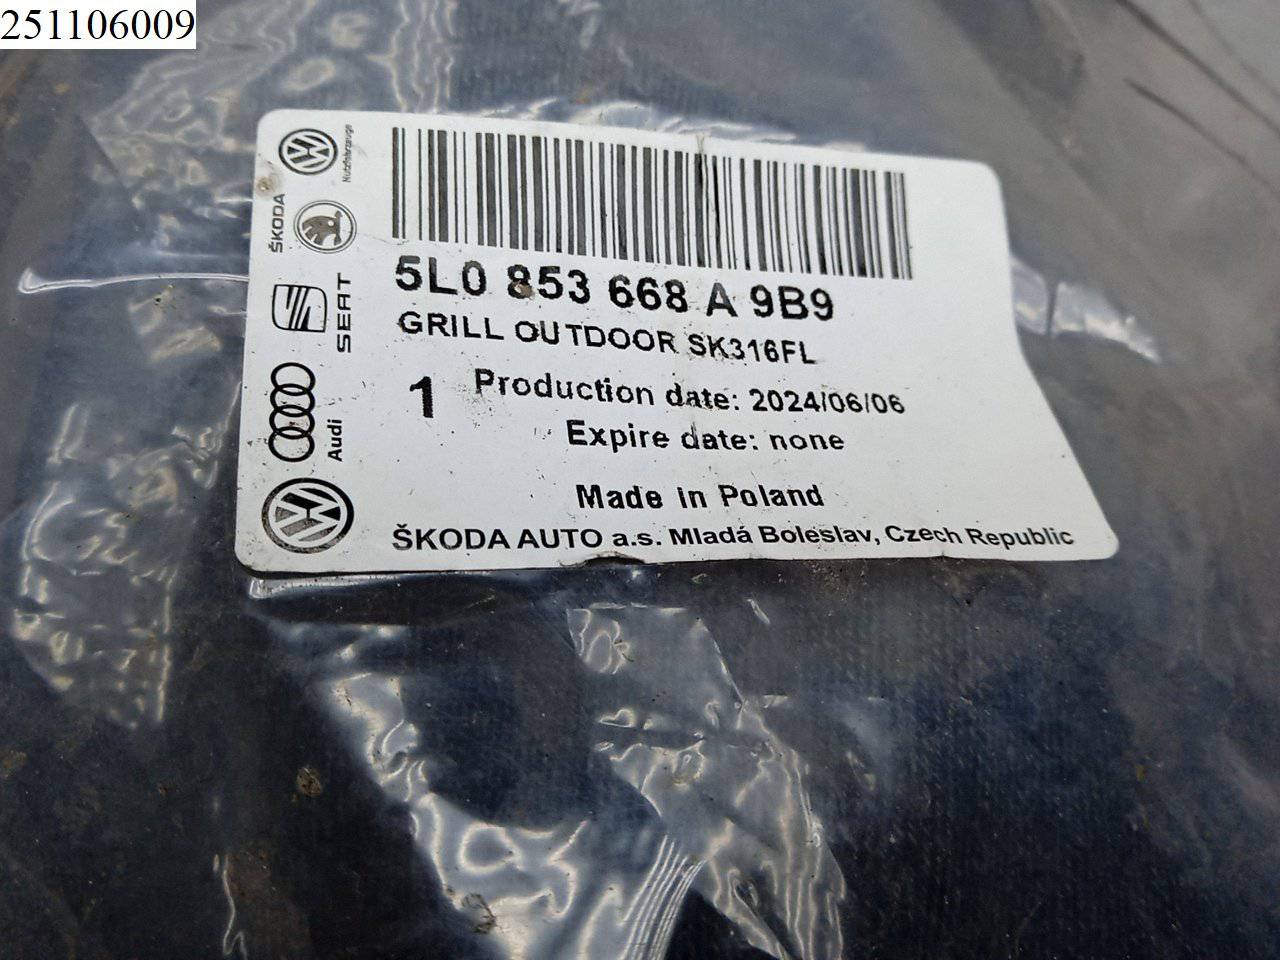 251106009
Nutzfahrzeuge
ŠKODA
SEAT
Audi
5L0 853 668 A 9B9
GRILL OUTDOOR SK316FL
1 Production date: 2024/06/06
Expire date: none
Made in Poland
ŠKODA AUTO a.s. Mladá Boleslav, Czech Republic